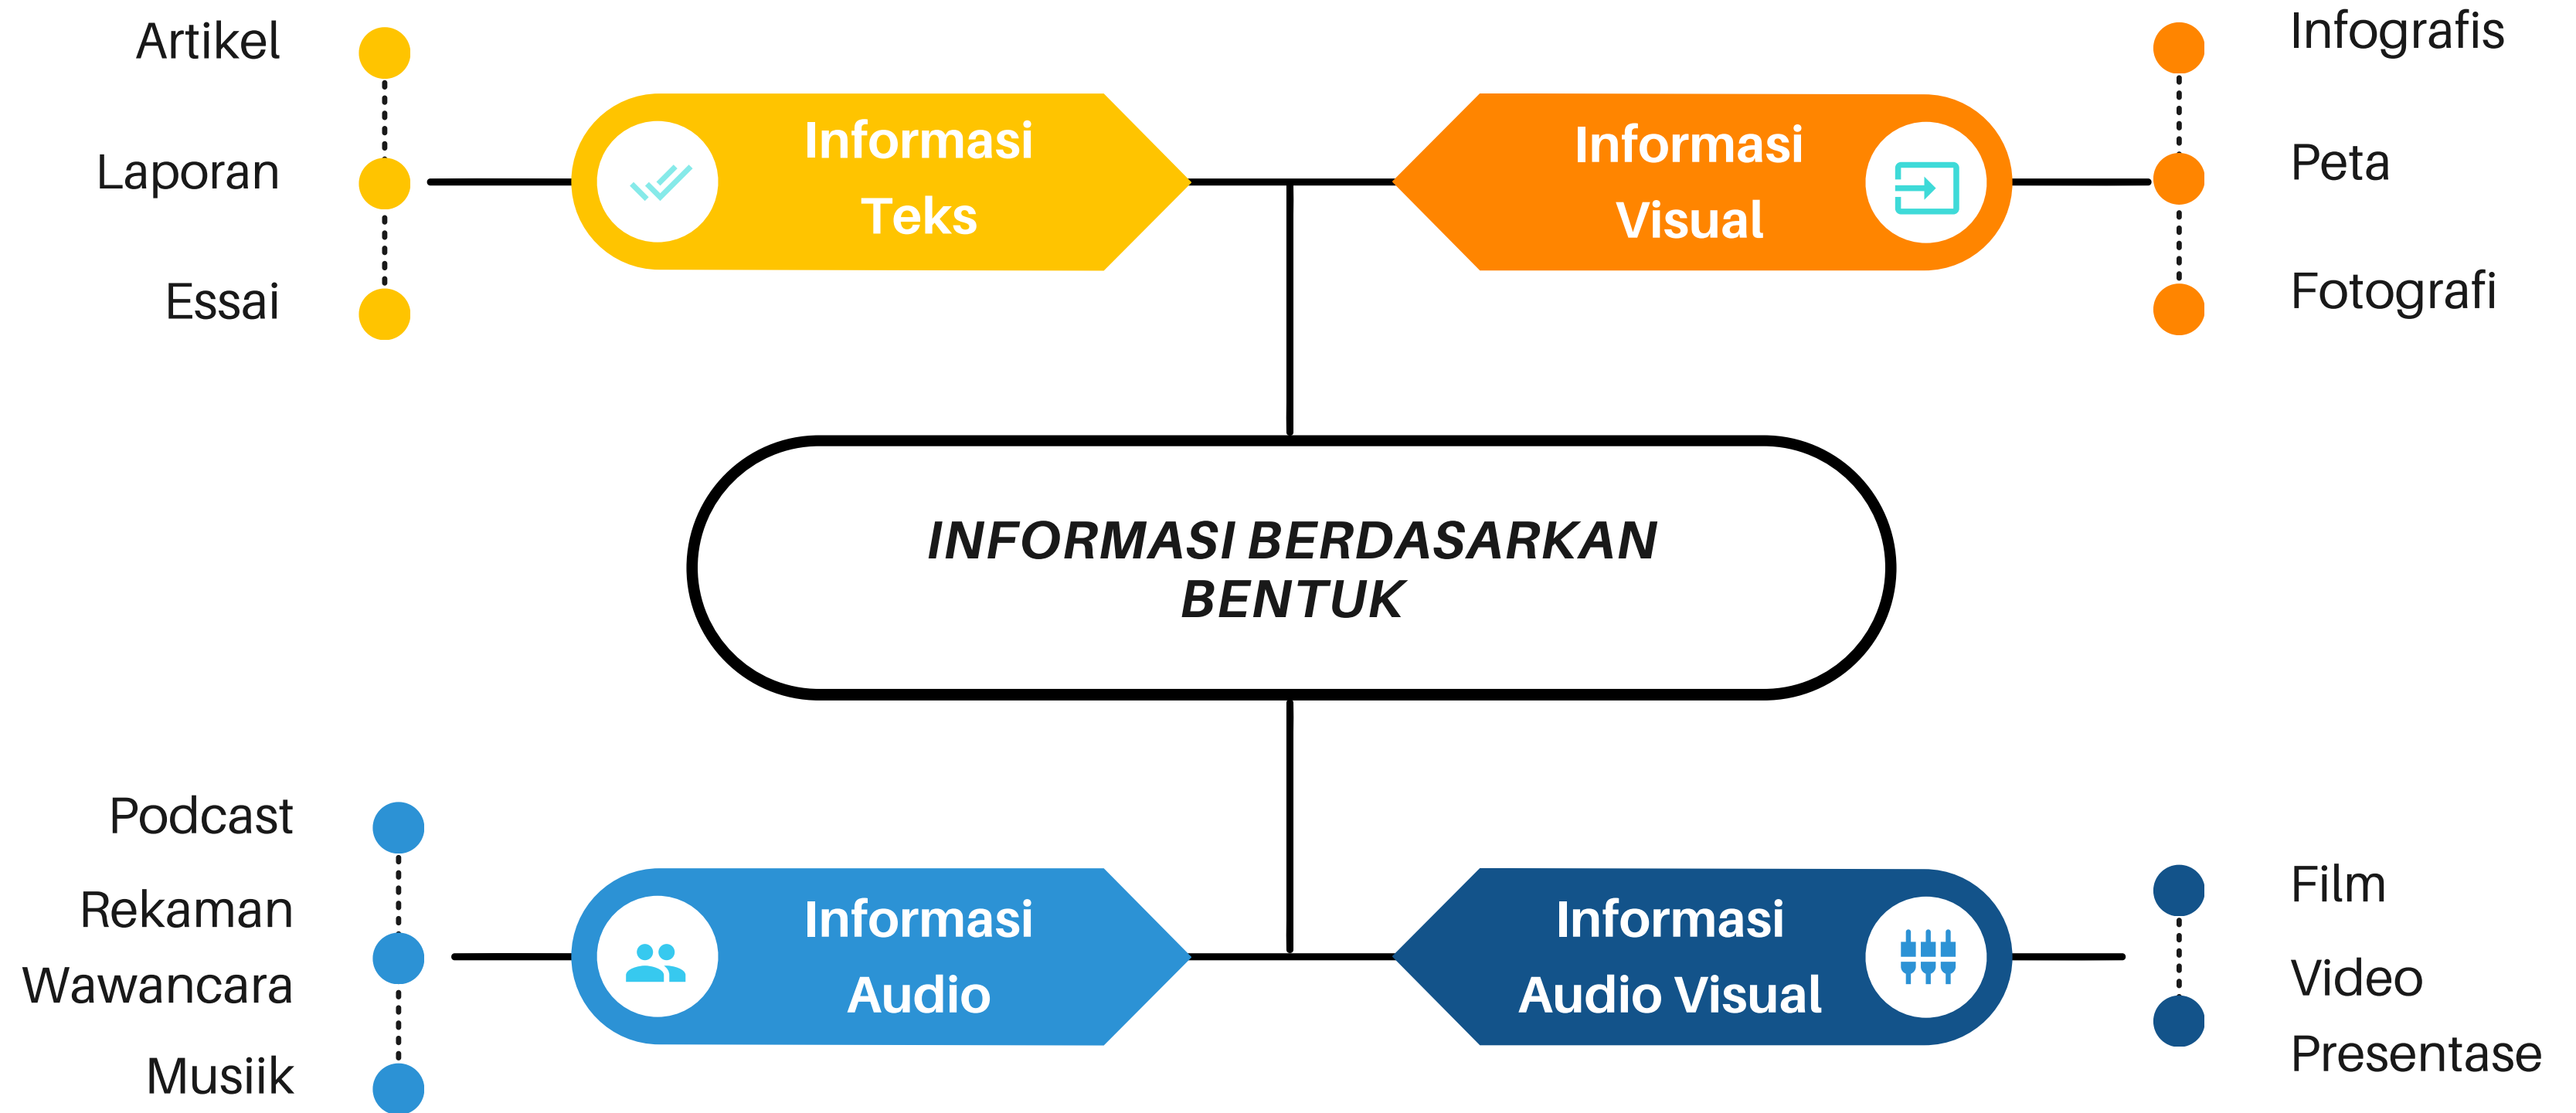 Artikel
Laporan
Essai
Informasi
Teks
Informasi
Visual
Infografis
Peta
Fotografi
INFORMASI BERDASARKAN
BENTUK
Podcast
Rekaman
Wawancara
Musiik
Informasi
Audio
Informasi
Audio Visual
Film
Video
Presentase